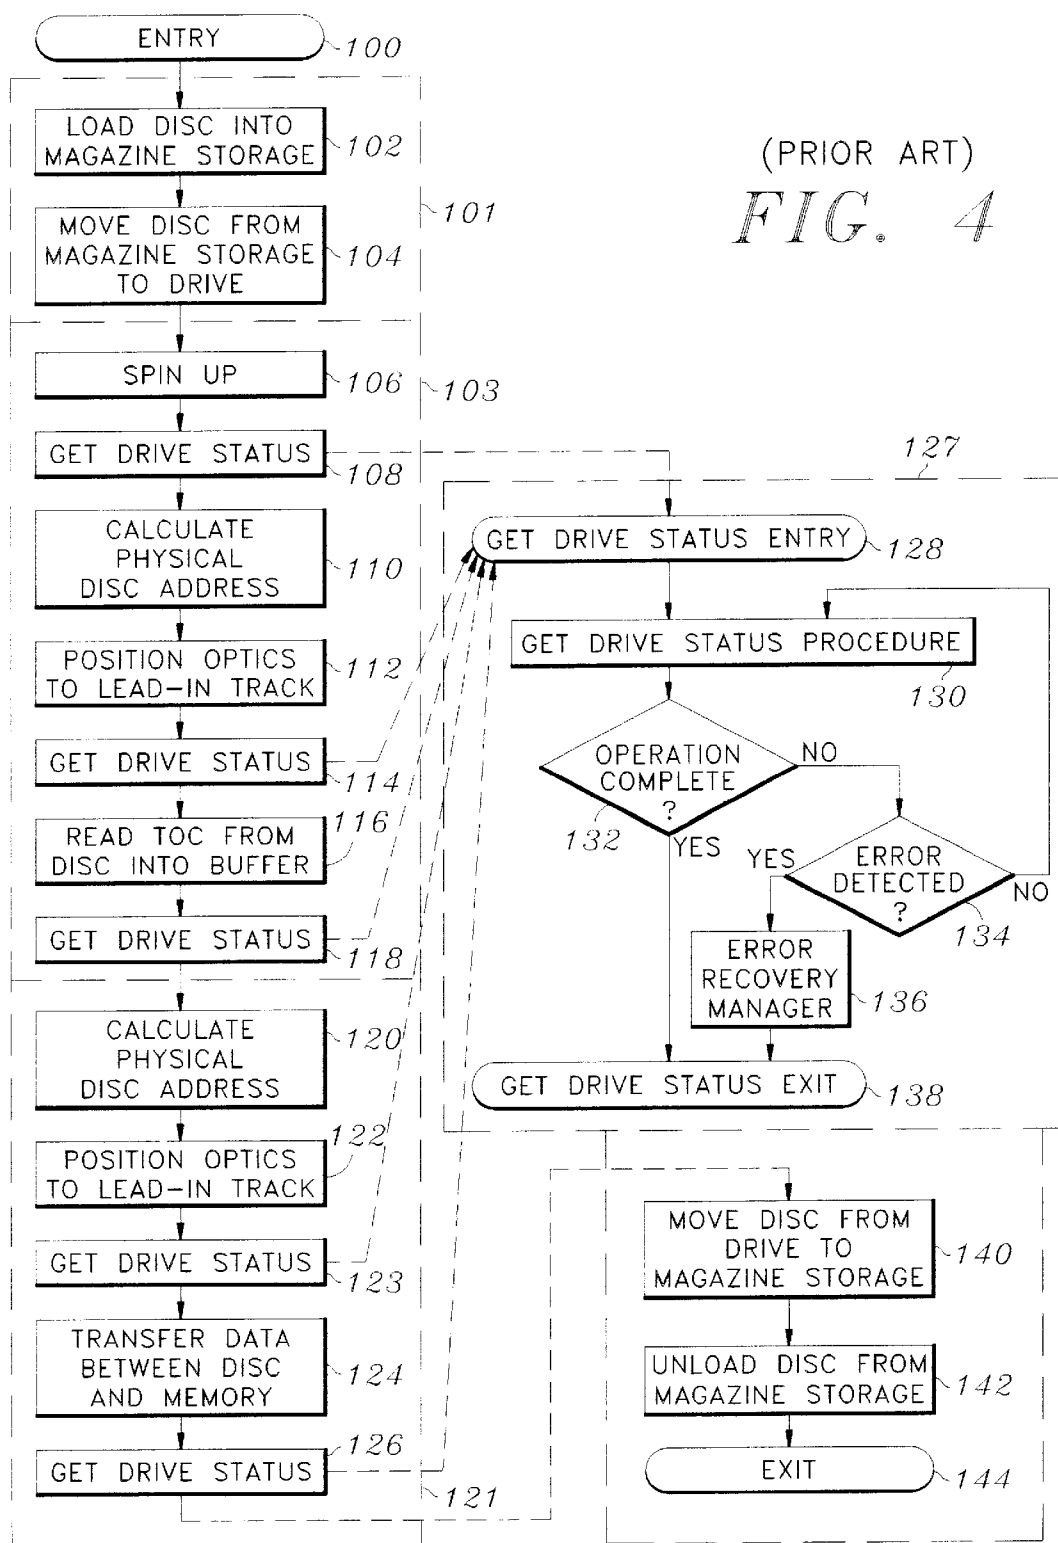 ENTRY
100
LOAD DISC INTO
MAGAZINE STORAGE
102
MOVE DISC FROM
MAGAZINE STORAGE
TO DRIVE
104
101
(PRIOR ART)
FIG. 4
SPIN UP
106
103
GET DRIVE STATUS
108
CALCULATE
PHYSICAL
DISC ADDRESS
110
POSITION OPTICS
TO LEAD-IN TRACK
112
GET DRIVE STATUS
114
READ TOC FROM
DISC INTO BUFFER
116
GET DRIVE STATUS
118
CALCULATE
PHYSICAL
DISC ADDRESS
120
POSITION OPTICS
TO LEAD-IN TRACK
122
GET DRIVE STATUS
123
TRANSFER DATA
BETWEEN DISC
AND MEMORY
124
GET DRIVE STATUS
126
121
127
GET DRIVE STATUS ENTRY
128
GET DRIVE STATUS PROCEDURE
130
OPERATION
COMPLETE
?
132
NO
YES
ERROR
DETECTED
?
134
YES
NO
ERROR
RECOVERY
MANAGER
136
GET DRIVE STATUS EXIT
138
MOVE DISC FROM
DRIVE TO
MAGAZINE STORAGE
140
UNLOAD DISC FROM
MAGAZINE STORAGE
142
EXIT
144